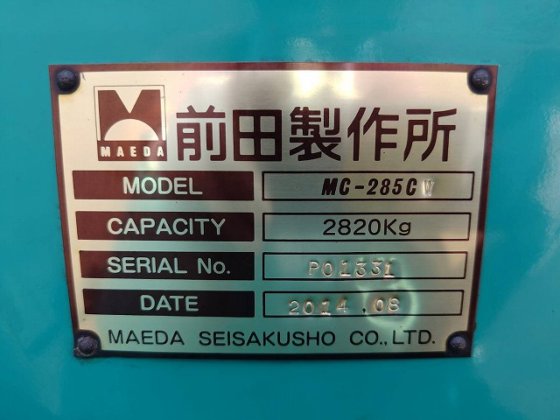 MAEDA 前田製作所
MODEL MC-285C
CAPACITY 2820Kg
SERIAL No. P01331
DATE 2014.08
MAEDA SEISAKUSHO CO.,LTD.